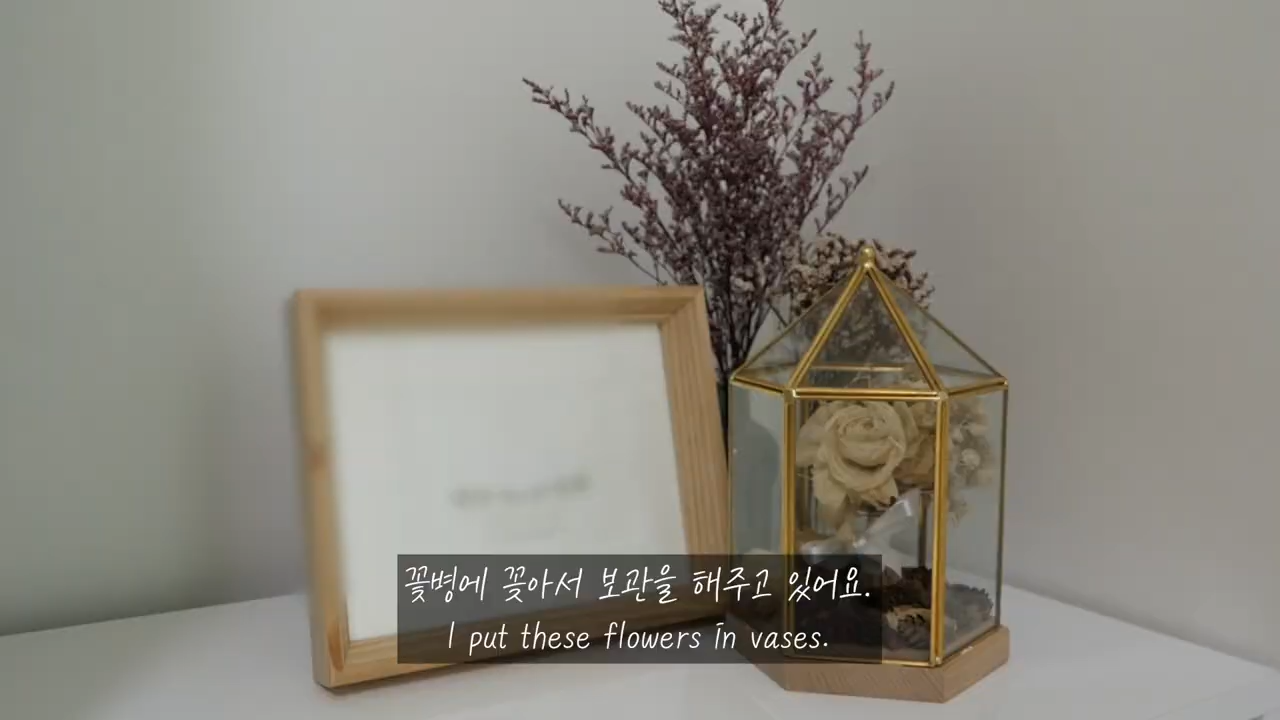 꽃병에 꽂아서 보관을 해주고 있어요.
I put these flowers in vases.